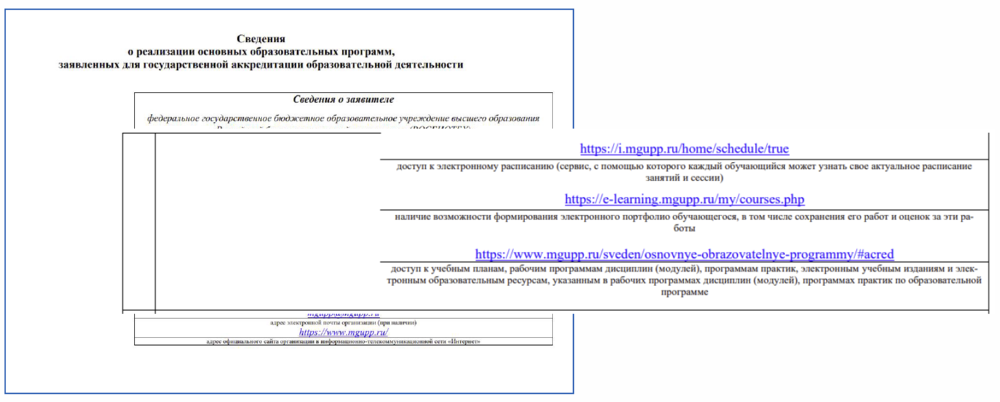 Сведения
о реализации основных образовательных программ,
заявленных для государственной аккредитации образовательной деятельности
Сведения о заявителе
федеральное государственное бюджетное образовательное учреждение высшего образования
https://i.mgupp.ru/home/schedule/true
доступ к электронному расписанию (сервис, с помощью которого каждый обучающийся может узнать свое актуальное расписание
занятий и сессии)
https://e-learning.mgupp.ru/my/courses.php
наличие возможности формирования электронного портфолио обучающегося, в том числе сохранения его работ и оценок за эти ра-
боты
https://www.mgupp.ru/sveden/osnovnye-obrazovatelnye-programmy/#acred
доступ к учебным планам, рабочим программам дисциплин (модулей), программам практик, электронным учебным изданиям и элек-
тронным образовательным ресурсам, указанным в рабочих программах дисциплин (модулей), программах практик по образовательной
программе
mgupp@mgupp.ru
адрес электронной почты организации (при наличии)
https://www.mgupp.ru/
адрес официального сайта организации в информационно-телекоммуникационной сети «Интернет»